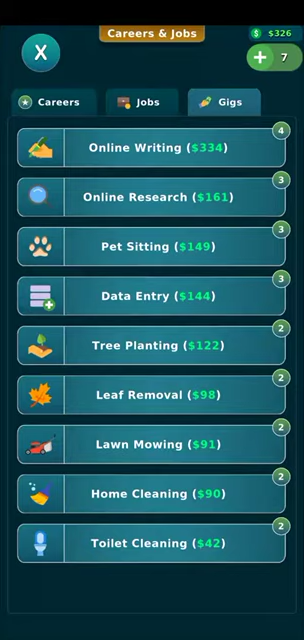 Careers & Jobs
$326
X
7
Careers
Jobs
Gigs
4
Online Writing ($334)
3
Online Research ($161)
3
Pet Sitting ($149)
3
Data Entry ($144)
2
Tree Planting ($122)
2
Leaf Removal ($98)
2
Lawn Mowing ($91)
2
Home Cleaning ($90)
2
Toilet Cleaning ($42)